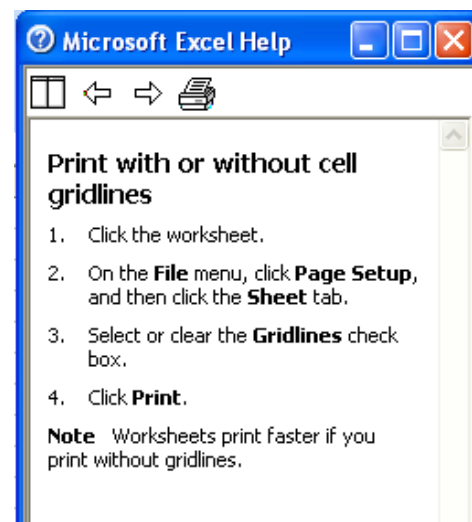 Microsoft Excel Help
Print with or without cell
gridlines
1. Click the worksheet.
2. On the File menu, click Page Setup,
and then click the Sheet tab.
3. Select or clear the Gridlines check
box.
4. Click Print.
Note Worksheets print faster if you
print without gridlines.